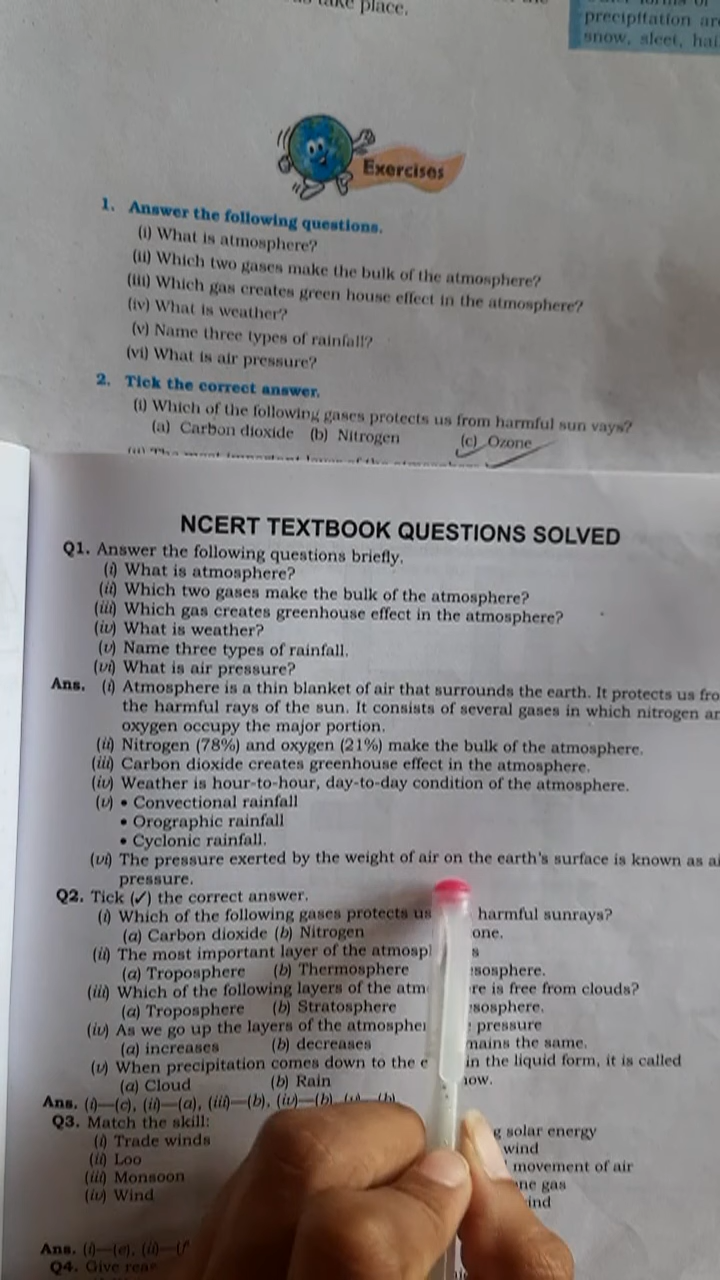 take place.
precipitation are
snow, sleet, hai
Exercises
1. Answer the following questions.
(i) What is atmosphere?
(ii) Which two gases make the bulk of the atmosphere?
(iii) Which gas creates green house effect in the atmosphere?
(iv) What is weather?
(v) Name three types of rainfall?
(vi) What is air pressure?
2. Tick the correct answer.
(i) Which of the following gases protects us from harmful sun vays?
(a) Carbon dioxide (b) Nitrogen (c) Ozone
NCERT TEXTBOOK QUESTIONS SOLVED
Q1. Answer the following questions briefly.
(i) What is atmosphere?
(ii) Which two gases make the bulk of the atmosphere?
(iii) Which gas creates greenhouse effect in the atmosphere?
(iv) What is weather?
(v) Name three types of rainfall.
(vi) What is air pressure?
Ans. (i) Atmosphere is a thin blanket of air that surrounds the earth. It protects us fro
the harmful rays of the sun. It consists of several gases in which nitrogen an
oxygen occupy the major portion.
(ii) Nitrogen (78%) and oxygen (21%) make the bulk of the atmosphere.
(iii) Carbon dioxide creates greenhouse effect in the atmosphere.
(iv) Weather is hour-to-hour, day-to-day condition of the atmosphere.
(v) • Convectional rainfall
• Orographic rainfall
• Cyclonic rainfall.
(vi) The pressure exerted by the weight of air on the earth's surface is known as ai
pressure.
Q2. Tick (✓) the correct answer.
(i) Which of the following gases protects us harmful sunrays?
(a) Carbon dioxide (b) Nitrogen one.
(ii) The most important layer of the atmosp s
(a) Troposphere (b) Thermosphere sosphere.
(iii) Which of the following layers of the atm re is free from clouds?
(a) Troposphere (b) Stratosphere sosphere.
(iv) As we go up the layers of the atmospher pressure
(a) increases (b) decreases mains the same.
(v) When precipitation comes down to the e in the liquid form, it is called
(a) Cloud (b) Rain now.
Ans. (i)—(c), (ii)—(a), (iii)—(b), (iv)—(b), (v)—(b)
Q3. Match the skill:
(i) Trade winds g solar energy
(ii) Loo wind
(iii) Monsoon movement of air
(iv) Wind ne gas
ind
Ans. (i)—(e), (ii)—(f
Q4. Give reas